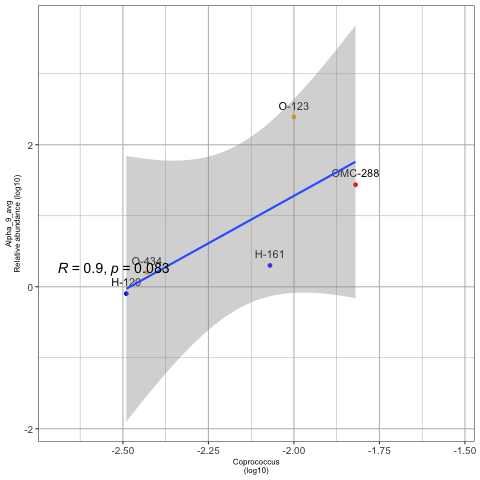 Alpha_9_avg
Relative abundance (log10)
2
0
-2
O-123
OMC-288
H-161
O-434
R = 0.9, p = 0.083
H-120
-2.50
-2.25
-2.00
-1.75
-1.50
Coprococcus
(log10)